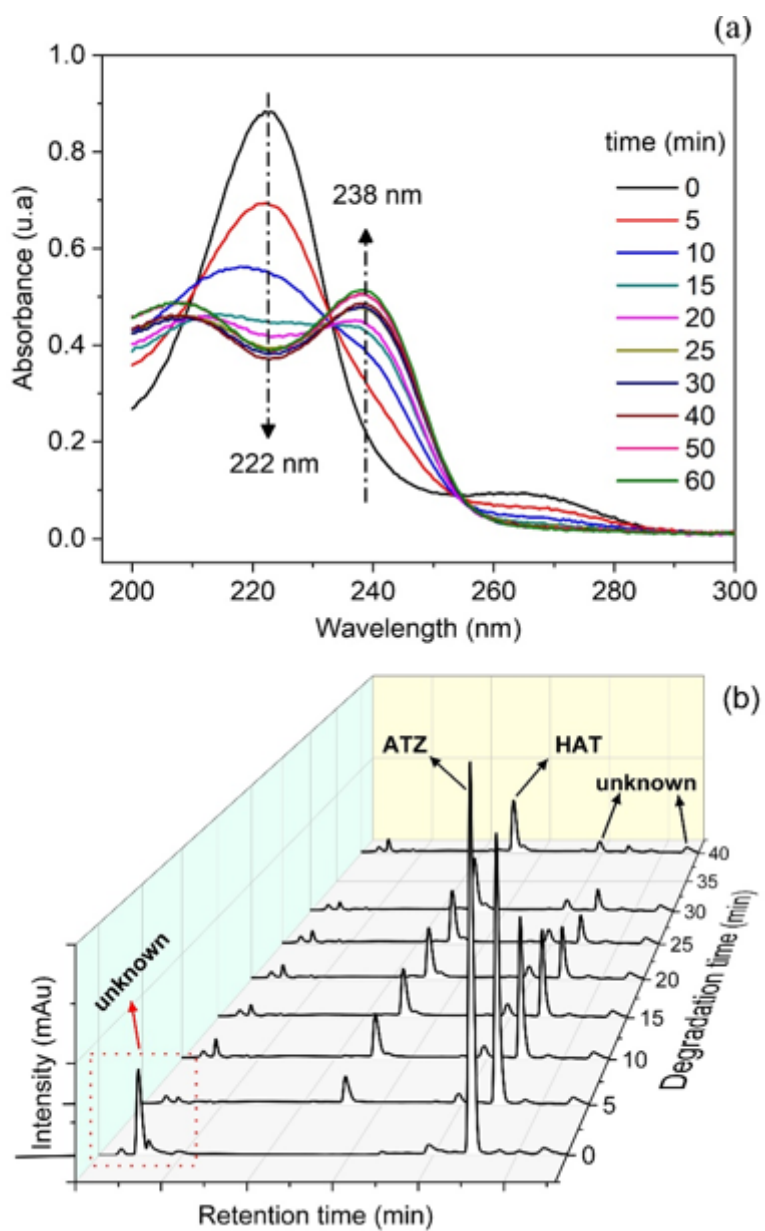 (a)
1.0
0.8
0.6
0.4
0.2
0.0
Absorbance (u.a)
time (min)
0
5
10
15
20
25
30
40
50
60
238 nm
222 nm
200
220
240
260
280
300
Wavelength (nm)
(b)
ATZ
HAT
unknown
unknown
40
35
30
25
20
15
10
5
0
Degradation time (min)
Intensity (mAu)
Retention time (min)